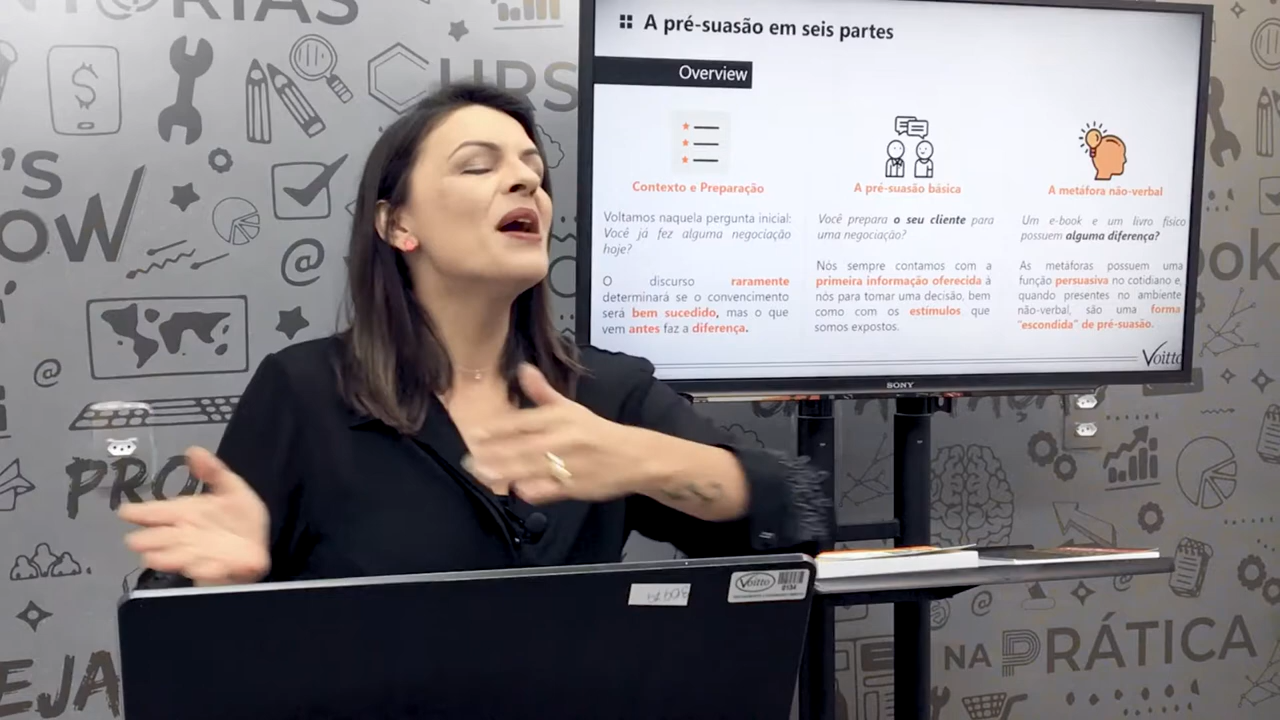 A pré-suasão em seis partes
Overview
Contexto e Preparação
Voltamos naquela pergunta inicial:
Você já fez alguma negociação
hoje?
O discurso raramente
determinará se o convencimento
será bem sucedido, mas o que
vem antes faz a diferença.
A pré-suasão básica
Você prepara o seu cliente para
uma negociação?
Nós sempre contamos com a
primeira informação oferecida à
nós para tomar uma decisão, bem
como com os estímulos que
somos expostos.
A metáfora não-verbal
Um e-book e um livro físico
possuem alguma diferença?
As metáforas possuem uma
função persuasiva no cotidiano e,
quando presentes no ambiente
não-verbal, são uma forma
"escondida" de pré-suasão.
Voitto
SONY
Voitto
0134
NA PRÁTICA